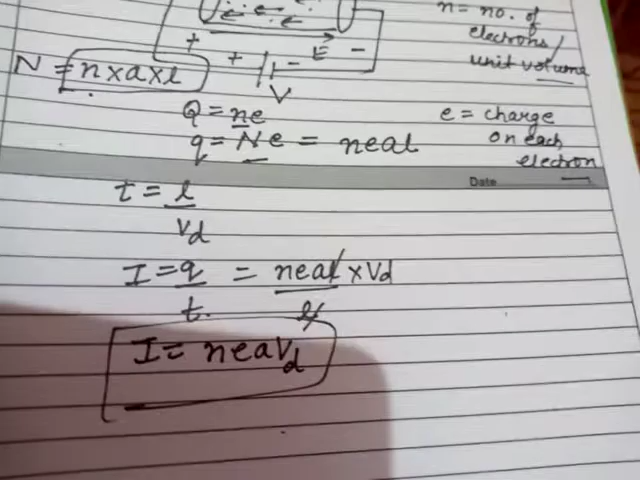 n = no. of
electrons/
unit volume
+ + E - -
V
N = n x a x l
Q = ne
q = Ne = neal
e = charge
on each
electron
Date
t = l
Vd
I = q = neal x Vd
t. l
I = neaVd